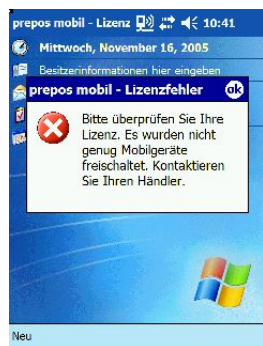 prepos mobil - Lizenz 10:41
Mittwoch, November 16, 2005
Besitzerinformationen hier eingeben
prepos mobil - Lizenzfehler ok
Bitte überprüfen Sie Ihre
Lizenz. Es wurden nicht
genug Mobilgeräte
freischaltet. Kontaktieren
Sie Ihren Händler.
Neu